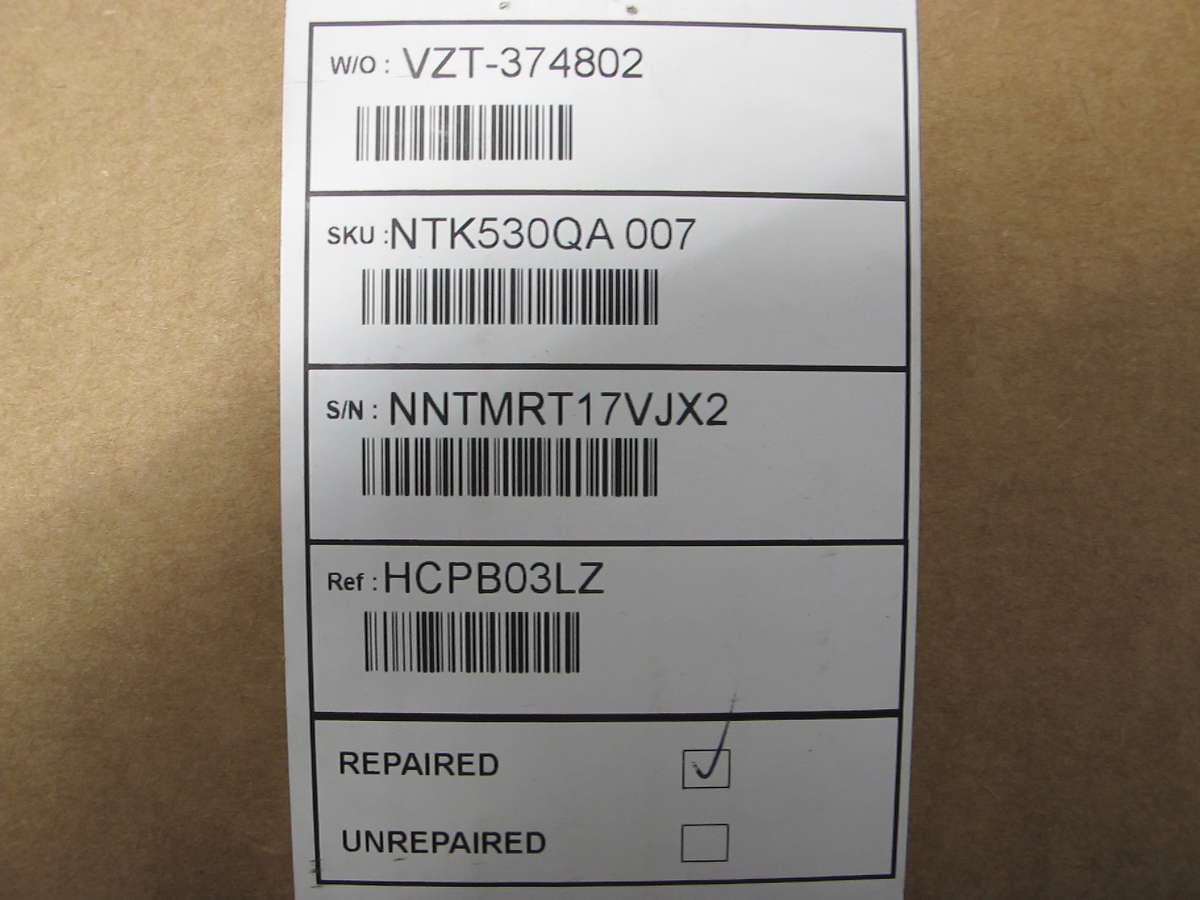 W/O : VZT-374802
SKU :NTK530QA 007
S/N : NNTMRT17VJX2
Ref : HCPB03LZ
REPAIRED
UNREPAIRED